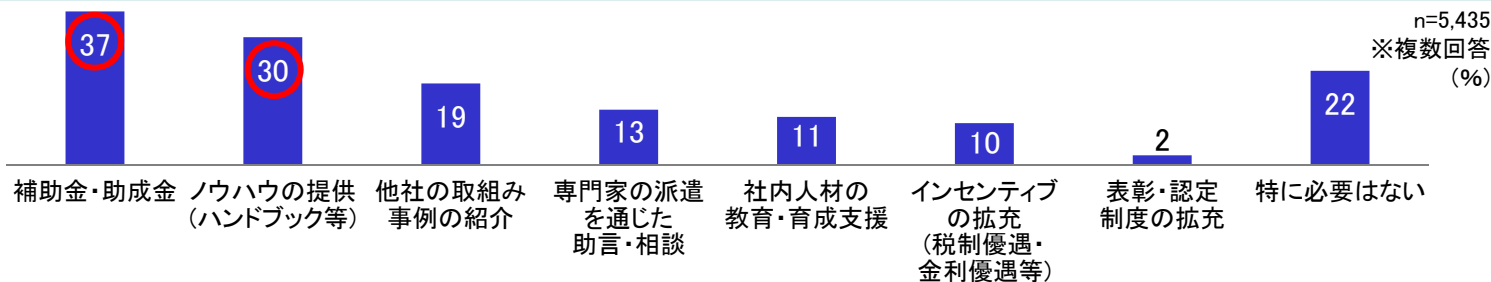 n=5,435
※複数回答
(%)
37
30
19
13
11
10
2
22
補助金・助成金
ノウハウの提供
(ハンドブック等)
他社の取組み
事例の紹介
専門家の派遣
を通じた
助言・相談
社内人材の
教育・育成支援
インセンティブ
の拡充
(税制優遇・
金利優遇等)
表彰・認定
制度の拡充
特に必要はない